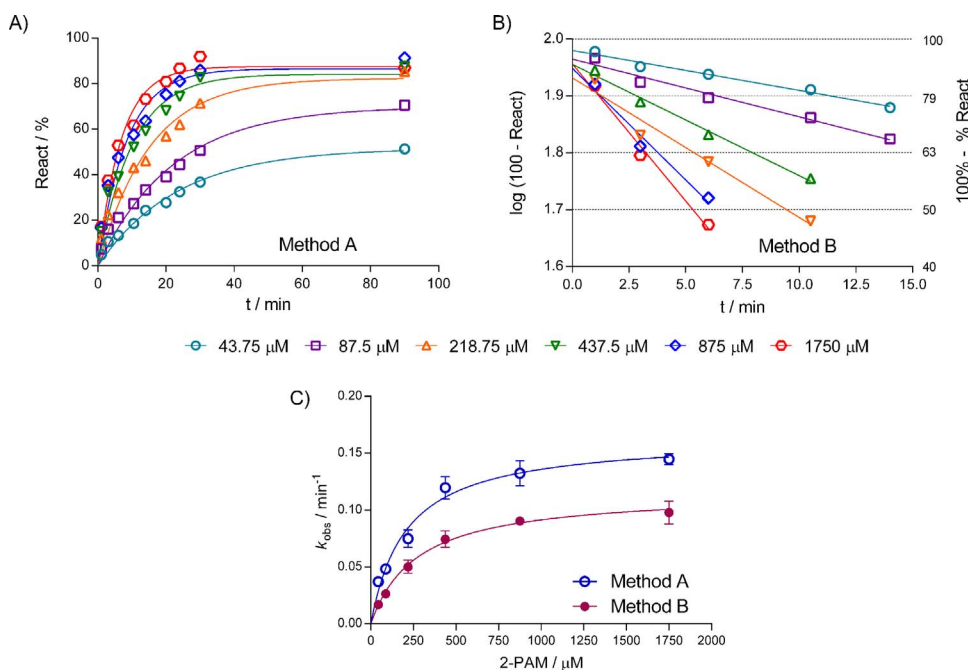 A)
React / %
100
80
60
40
20
0
0 20 40 60 80 100
t / min
Method A
B)
log (100 - React)
2.0
1.9
1.8
1.7
1.6
0.0 2.5 5.0 7.5 10.0 12.5 15.0
t / min
Method B
100
79
63
50
40
100% - % React
43.75 μM 87.5 μM 218.75 μM 437.5 μM 875 μM 1750 μM
C)
kobs / min-1
0.20
0.15
0.10
0.05
0.00
0 250 500 750 1000 1250 1500 1750 2000
2-PAM / μM
Method A
Method B